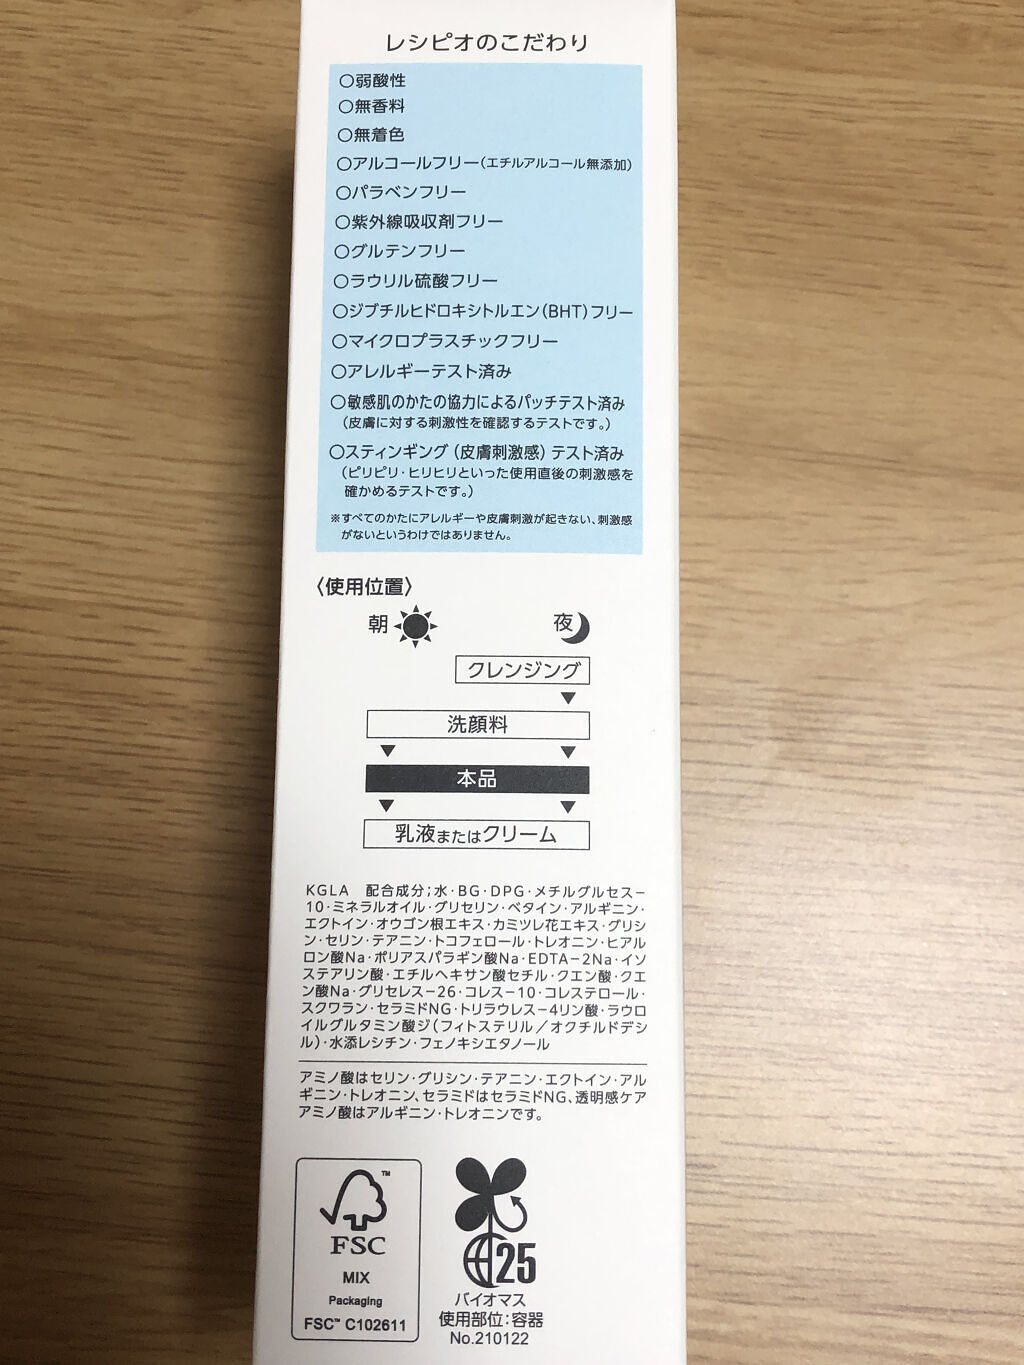 レシピオのこだわり
○弱酸性
○無香料
○無着色
○アルコールフリー(エチルアルコール無添加)
○パラベンフリー
○紫外線吸収剤フリー
○グルテンフリー
○ラウリル硫酸フリー
○ジブチルヒドロキシトルエン(BHT)フリー
○マイクロプラスチックフリー
○アレルギーテスト済み
○敏感肌のかたの協力によるパッチテスト済み
(皮膚に対する刺激性を確認するテストです。)
○スティンギング(皮膚刺激感)テスト済み
(ピリピリ・ヒリヒリといった使用直後の刺激感を
確かめるテストです。)
※すべてのかたにアレルギーや皮膚刺激が起きない、刺激感
がないというわけではありません。
〈使用位置〉
朝 夜
クレンジング
▼
洗顔料
▼ ▼
本品
▼ ▼
乳液またはクリーム
KGLA 配合成分;水・BG・DPG・メチルグルセス-
10・ミネラルオイル・グリセリン・ベタイン・アルギニン・
エクトイン・オウゴン根エキス・カミツレ花エキス・グリシ
ン・セリン・テアニン・トコフェロール・トレオニン・ヒアル
ロン酸Na・ポリアスパラギン酸Na・EDTA-2Na・イソ
ステアリン酸・エチルヘキサン酸セチル・クエン酸・クエ
ン酸Na・グリセレス-26・コレス-10・コレステロール・
スクワラン・セラミドNG・トリラウレス-4リン酸・ラウロ
イルグルタミン酸ジ(フィトステリル/オクチルドデシ
ル)・水添レシチン・フェノキシエタノール
アミノ酸はセリン・グリシン・テアニン・エクトイン・アル
ギニン・トレオニン、セラミドはセラミドNG、透明感ケア
アミノ酸はアルギニン・トレオニンです。
™
FSC
MIX
Packaging
FSC™ C102611
25
バイオマス
使用部位:容器
No.210122